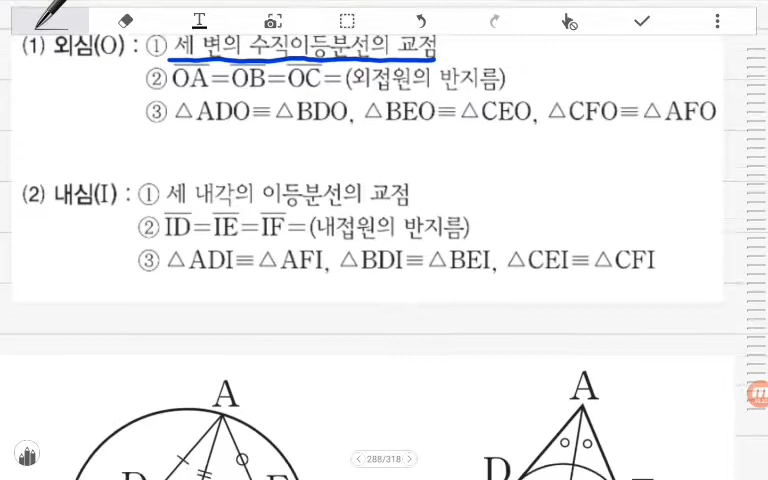 T
(1) 외심(O) : ① 세 변의 수직이등분선의 교점
② OA=OB=OC=(외접원의 반지름)
③ △ADO≡△BDO, △BEO≡△CEO, △CFO≡△AFO
(2) 내심(I) : ① 세 내각의 이등분선의 교점
② ID=IE=IF=(내접원의 반지름)
③ △ADI≡△AFI, △BDI≡△BEI, △CEI≡△CFI
A
A
D
288/318